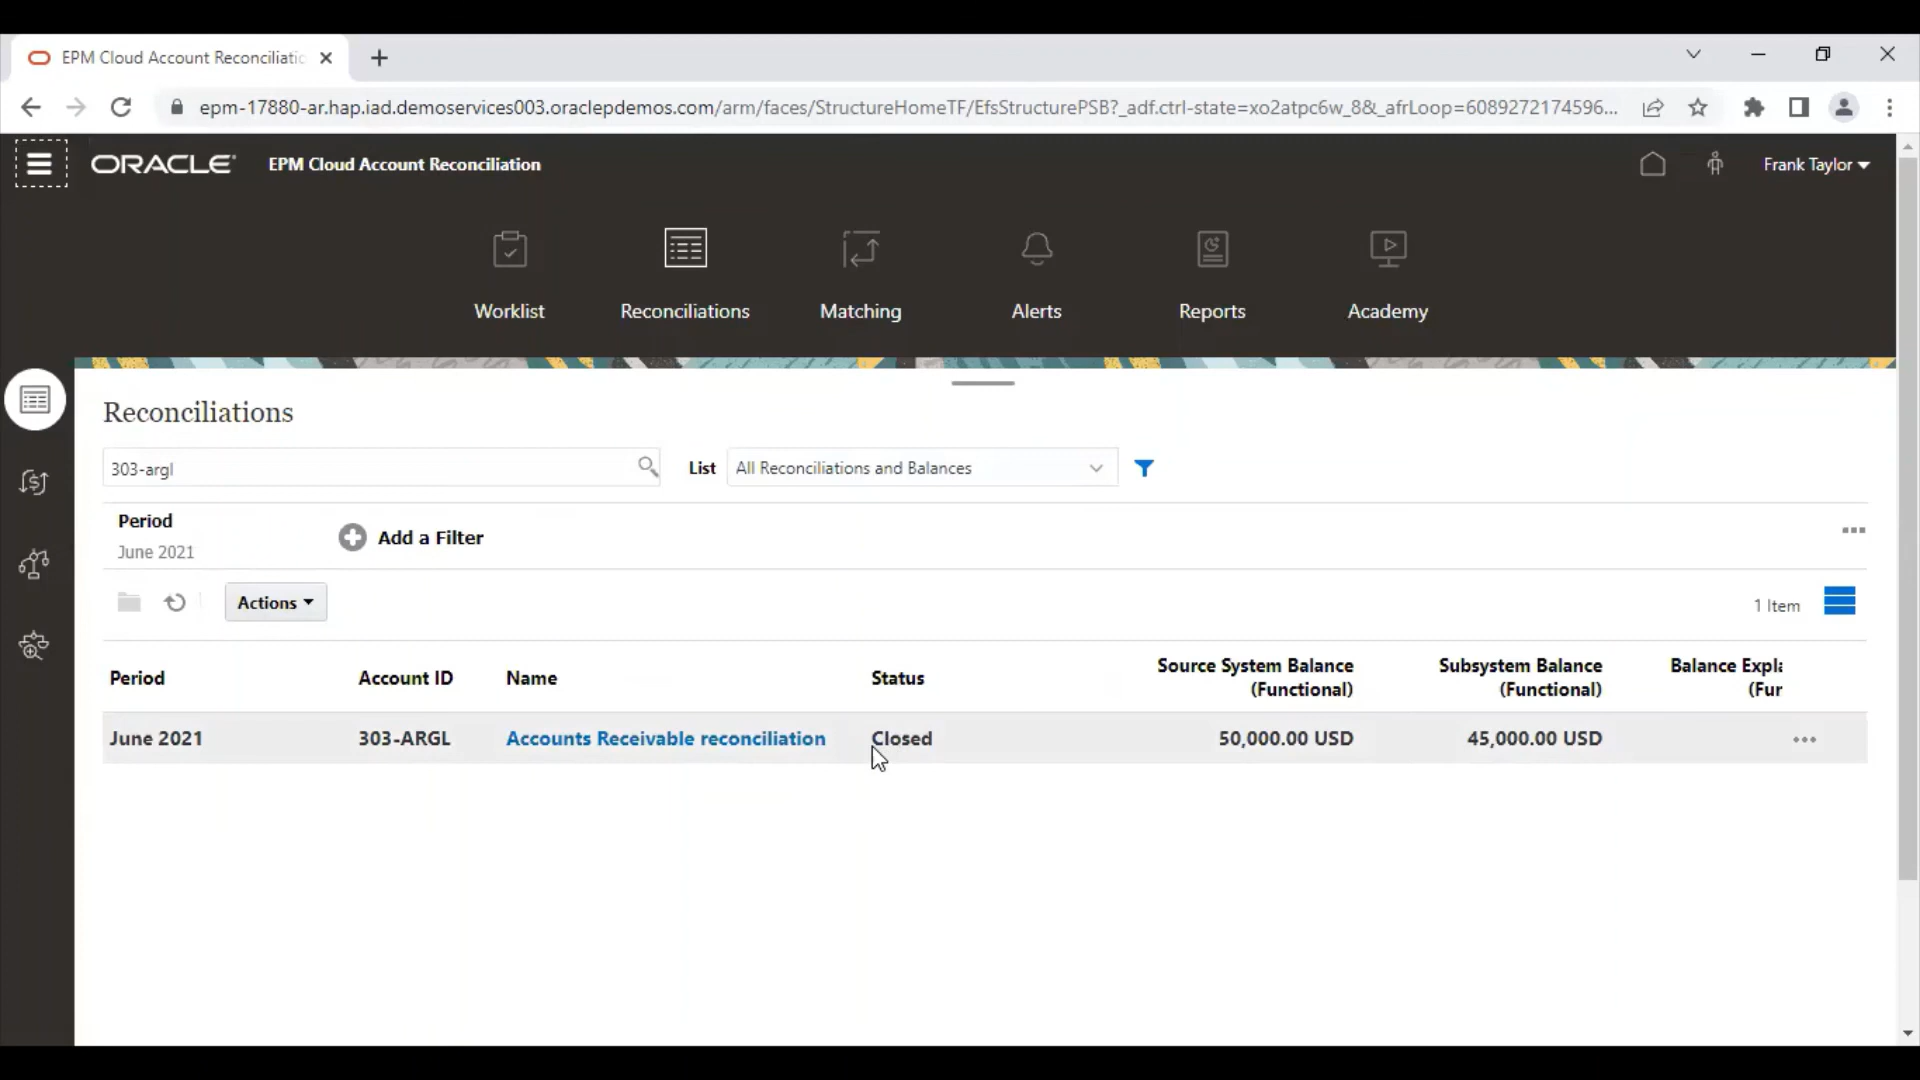 EPM Cloud Account Reconciliatic
epm-17880-ar.hap.iad.demoservices003.oraclepdemos.com/arm/faces/StructureHomeTF/EfsStructurePSB?_adf.ctrl-state=xo2atpc6w_8&_afrLoop=6089272174596...
ORACLE EPM Cloud Account Reconciliation Frank Taylor
Worklist Reconciliations Matching Alerts Reports Academy
Reconciliations
303-argl List All Reconciliations and Balances
Period
June 2021
Add a Filter
Actions 1 Item
Period Account ID Name Status Source System Balance (Functional) Subsystem Balance (Functional) Balance Expla (Fur
June 2021 303-ARGL Accounts Receivable reconciliation Closed 50,000.00 USD 45,000.00 USD